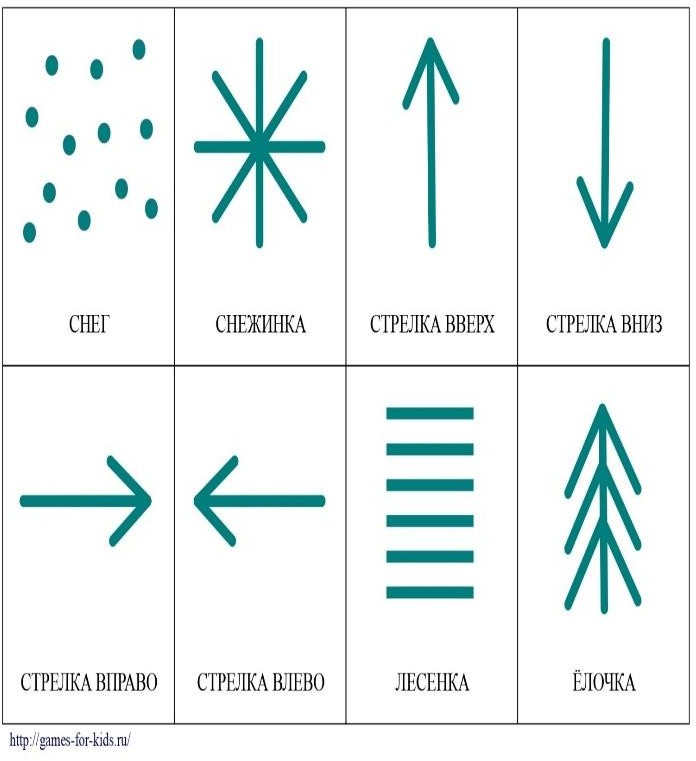 СНЕГ
СНЕЖИНКА
СТРЕЛКА ВВЕРХ
СТРЕЛКА ВНИЗ
СТРЕЛКА ВПРАВО
СТРЕЛКА ВЛЕВО
ЛЕСЕНКА
ЁЛОЧКА
http://games-for-kids.ru/